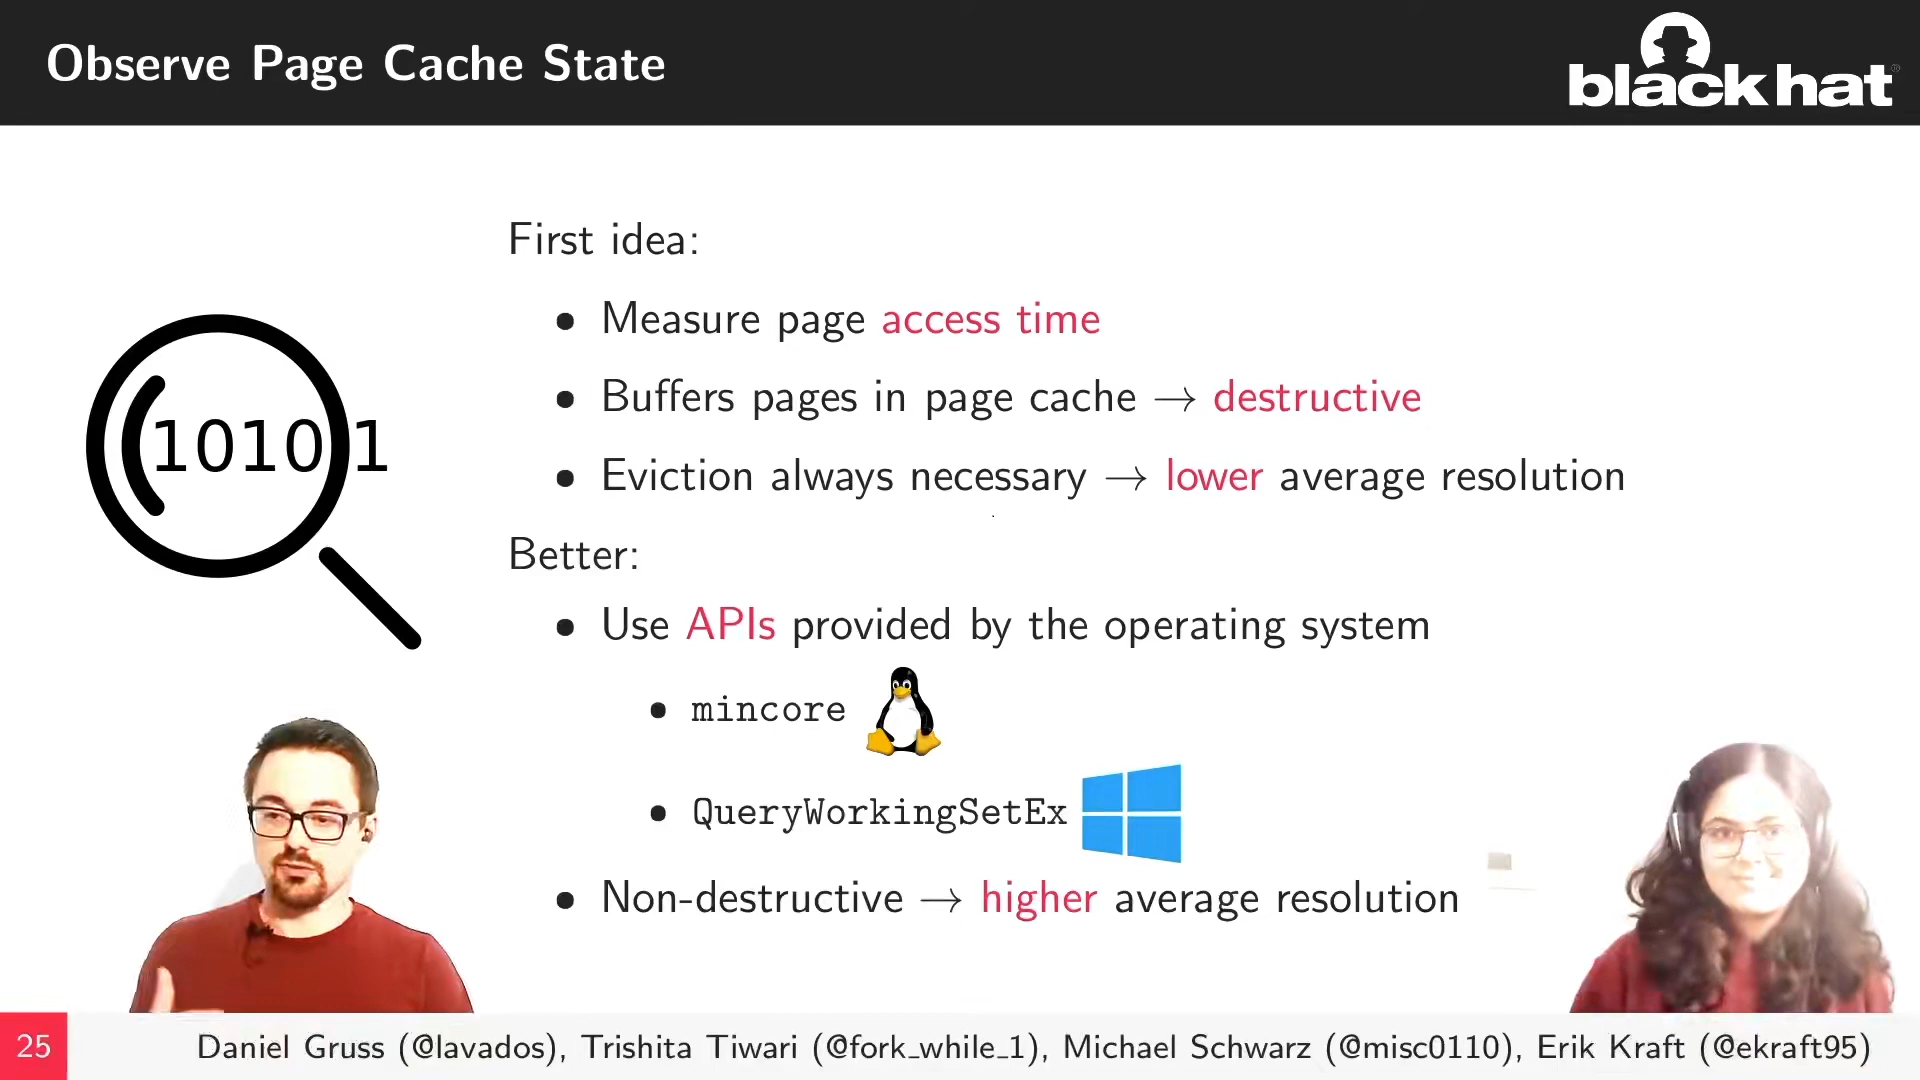 Observe Page Cache State
black hat®
First idea:
• Measure page access time
• Buffers pages in page cache → destructive
10101
• Eviction always necessary → lower average resolution
Better:
• Use APIs provided by the operating system
• mincore
• QueryWorkingSetEx
• Non-destructive → higher average resolution
25
Daniel Gruss (@lavados), Trishita Tiwari (@fork_while_1), Michael Schwarz (@misc0110), Erik Kraft (@ekraft95)